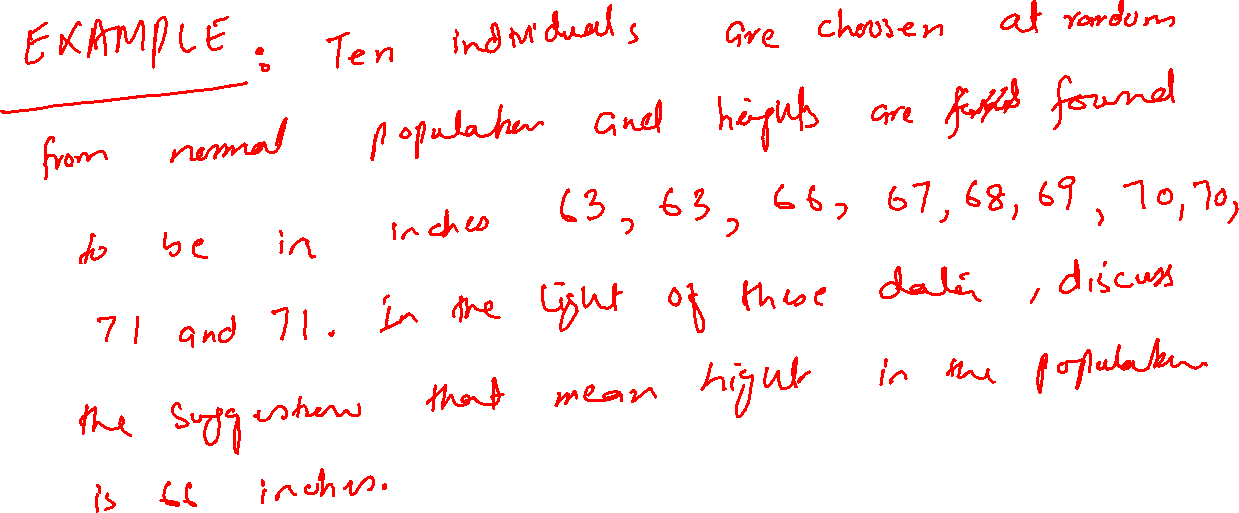 EXAMPLE: Ten individuals are choosen at random
from normal population and heights are found
to be in inches 63, 63, 66, 67, 68, 69, 70, 70,
71 and 71. In the light of these data, discuss
the suggestion that mean hight in the population
is 66 inches.